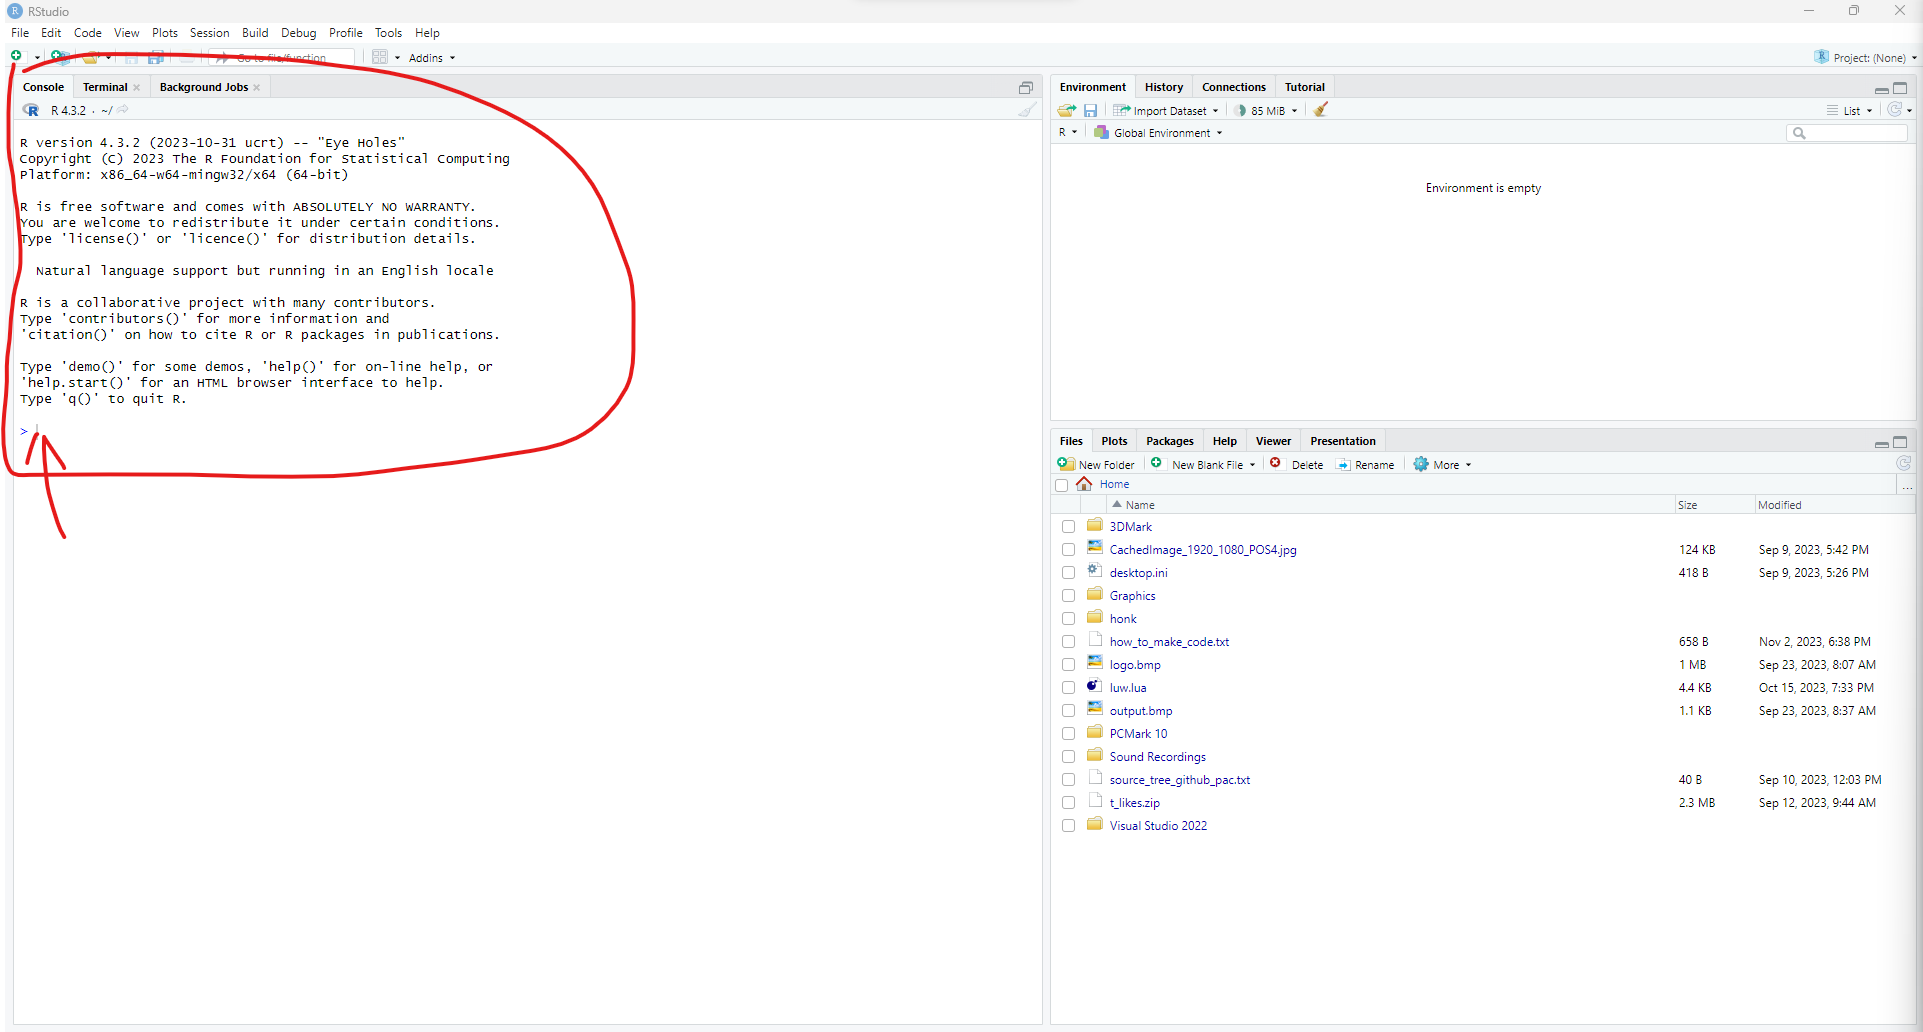 RStudio
File Edit Code View Plots Session Build Debug Profile Tools Help
Go to file/function Addins Project: (None)
Console Terminal Background Jobs
R 4.3.2 · ~/
R version 4.3.2 (2023-10-31 ucrt) -- "Eye Holes"
Copyright (C) 2023 The R Foundation for Statistical Computing
Platform: x86_64-w64-mingw32/x64 (64-bit)
R is free software and comes with ABSOLUTELY NO WARRANTY.
You are welcome to redistribute it under certain conditions.
Type 'license()' or 'licence()' for distribution details.
Natural language support but running in an English locale
R is a collaborative project with many contributors.
Type 'contributors()' for more information and
'citation()' on how to cite R or R packages in publications.
Type 'demo()' for some demos, 'help()' for on-line help, or
'help.start()' for an HTML browser interface to help.
Type 'q()' to quit R.
>
Environment History Connections Tutorial
Import Dataset 85 MiB List
R Global Environment
Environment is empty
Files Plots Packages Help Viewer Presentation
New Folder New Blank File Delete Rename More
Home ...
Name Size Modified
3DMark
CachedImage_1920_1080_POS4.jpg 124 KB Sep 9, 2023, 5:42 PM
desktop.ini 418 B Sep 9, 2023, 5:26 PM
Graphics
honk
how_to_make_code.txt 658 B Nov 2, 2023, 6:38 PM
logo.bmp 1 MB Sep 23, 2023, 8:07 AM
luw.lua 4.4 KB Oct 15, 2023, 7:33 PM
output.bmp 1.1 KB Sep 23, 2023, 8:37 AM
PCMark 10
Sound Recordings
source_tree_github_pac.txt 40 B Sep 10, 2023, 12:03 PM
t_likes.zip 2.3 MB Sep 12, 2023, 9:44 AM
Visual Studio 2022